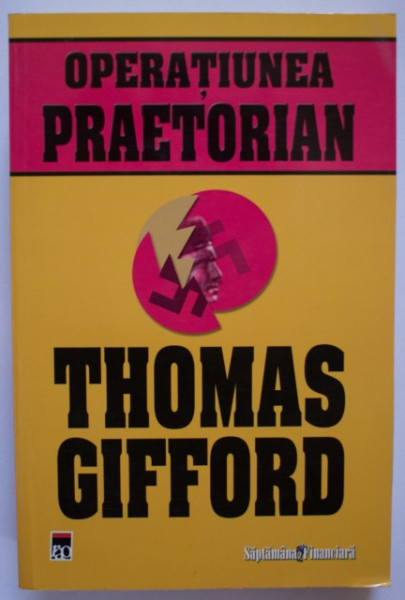 OPERAȚIUNEA
PRAETORIAN
THOMAS
GIFFORD
rao
Săptămâna Financiară